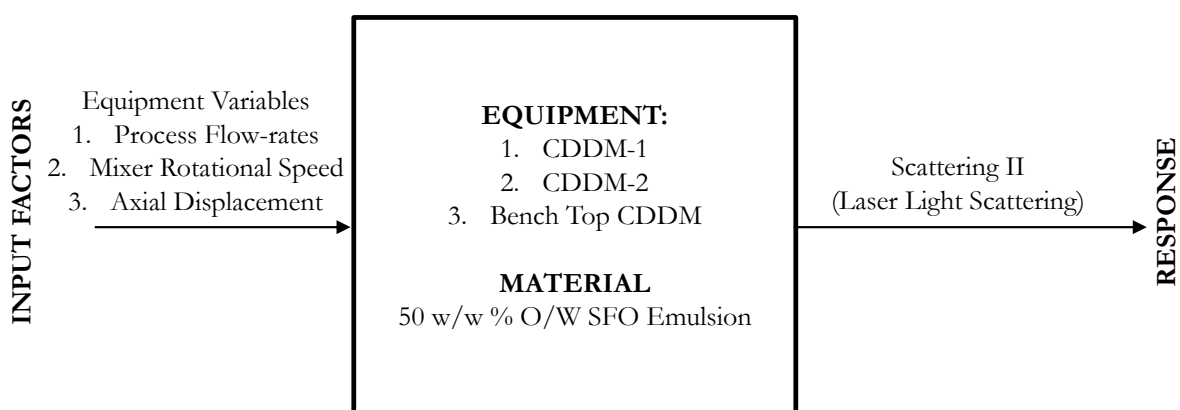 INPUT FACTORS
Equipment Variables
1. Process Flow-rates
2. Mixer Rotational Speed
3. Axial Displacement
EQUIPMENT:
1. CDDM-1
2. CDDM-2
3. Bench Top CDDM
MATERIAL
50 w/w % O/W SFO Emulsion
Scattering II
(Laser Light Scattering)
RESPONSE